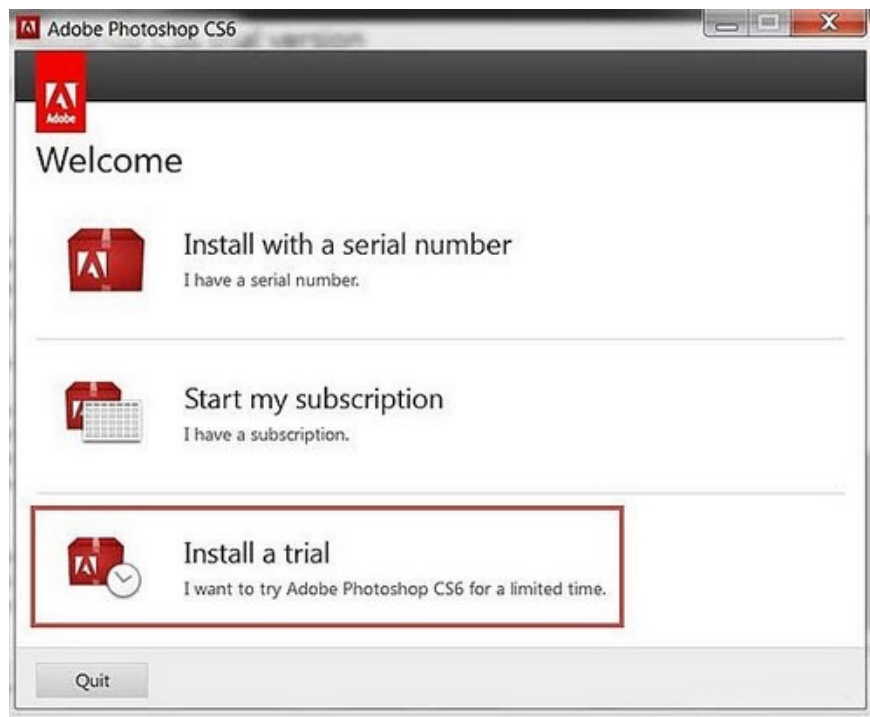 Adobe Photoshop CS6
Adobe
Welcome
Install with a serial number
I have a serial number.
Start my subscription
I have a subscription.
Install a trial
I want to try Adobe Photoshop CS6 for a limited time.
Quit